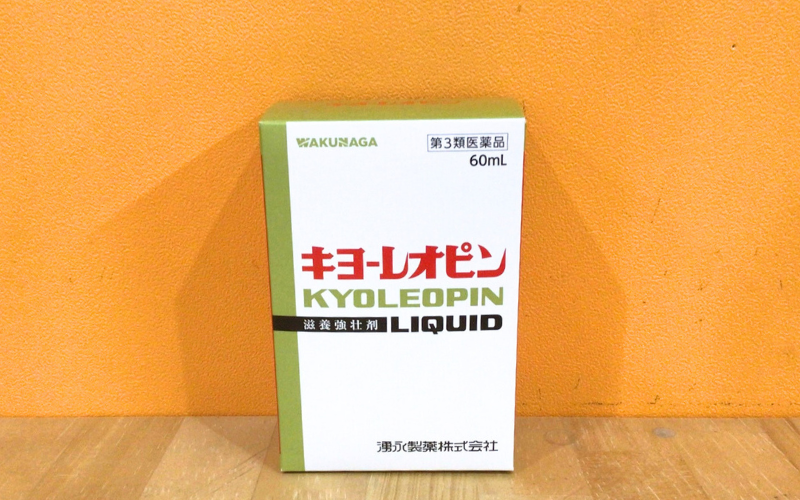 WAKUNAGA
第3類医薬品
60mL
キヨーレオピン
KYOLEOPIN
滋養強壮剤 LIQUID
湧永製薬株式会社